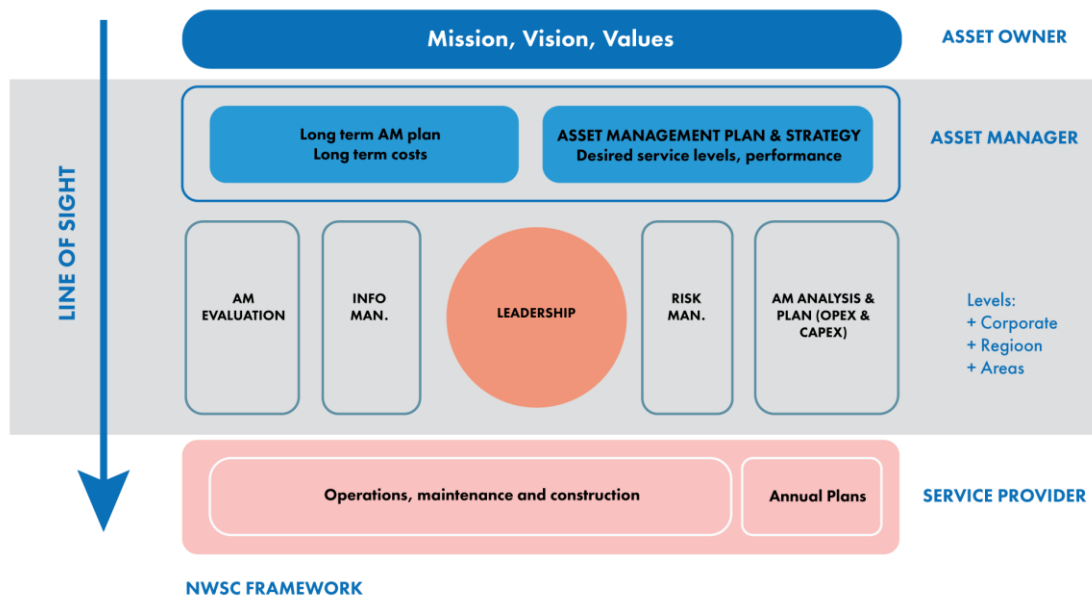 Mission, Vision, Values
ASSET OWNER
LINE OF SIGHT
Long term AM plan
Long term costs
ASSET MANAGEMENT PLAN & STRATEGY
Desired service levels, performance
ASSET MANAGER
AM
EVALUATION
INFO
MAN.
LEADERSHIP
RISK
MAN.
AM ANALYSIS &
PLAN (OPEX &
CAPEX)
Levels:
+ Corporate
+ Regioon
+ Areas
Operations, maintenance and construction
Annual Plans
SERVICE PROVIDER
NWSC FRAMEWORK